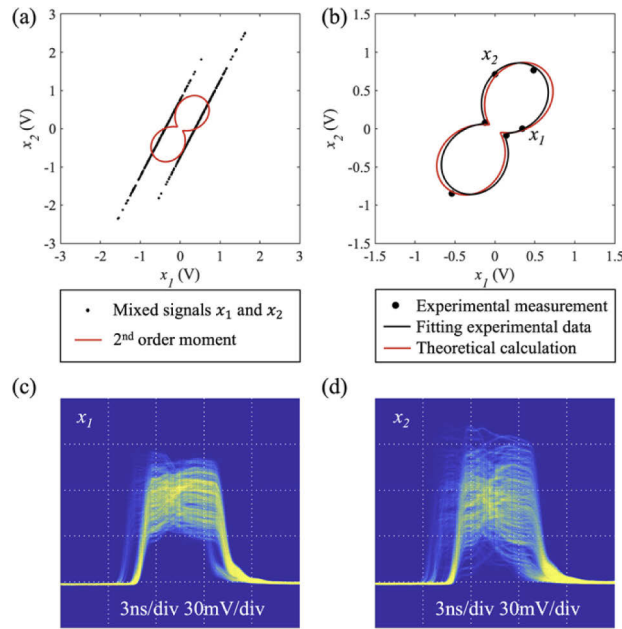 (a)
3
2
1
0
-1
-2
-3
-3 -2 -1 0 1 2 3
x₂ (V)
x₁ (V)
Mixed signals x₁ and x₂
2ⁿᵈ order moment
(b)
1.5
1
0.5
0
-0.5
-1
-1.5
-1.5 -1 -0.5 0 0.5 1 1.5
x₂ (V)
x₁ (V)
x₂
x₁
Experimental measurement
Fitting experimental data
Theoretical calculation
(c)
x₁
3ns/div 30mV/div
(d)
x₂
3ns/div 30mV/div